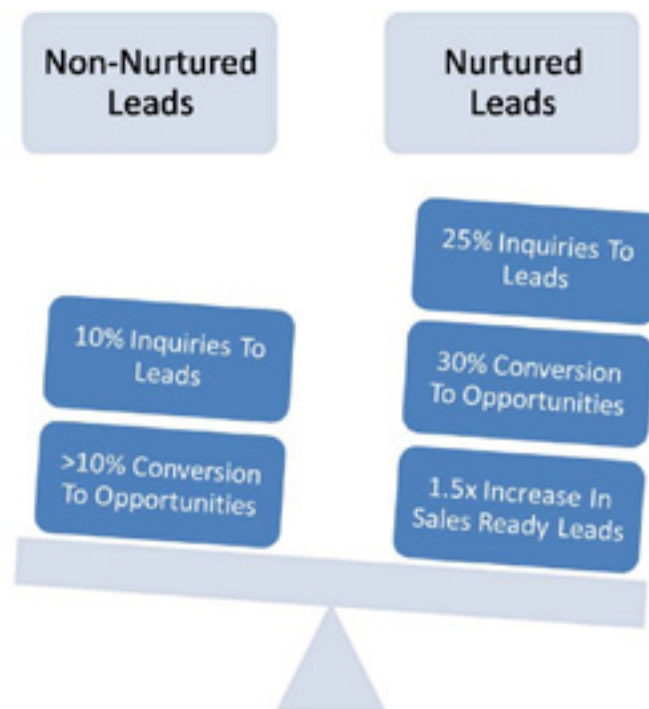 Non-Nurtured
Leads
Nurtured
Leads
10% Inquiries To
Leads
>10% Conversion
To Opportunities
25% Inquiries To
Leads
30% Conversion
To Opportunities
1.5x Increase In
Sales Ready Leads